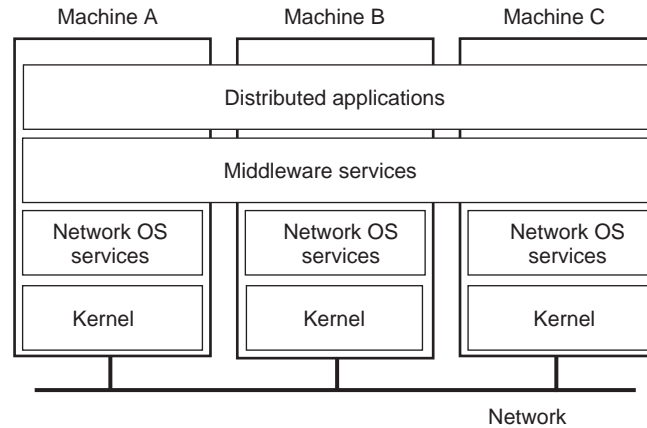 Machine A
Machine B
Machine C
Distributed applications
Middleware services
Network OS
services
Network OS
services
Network OS
services
Kernel
Kernel
Kernel
Network